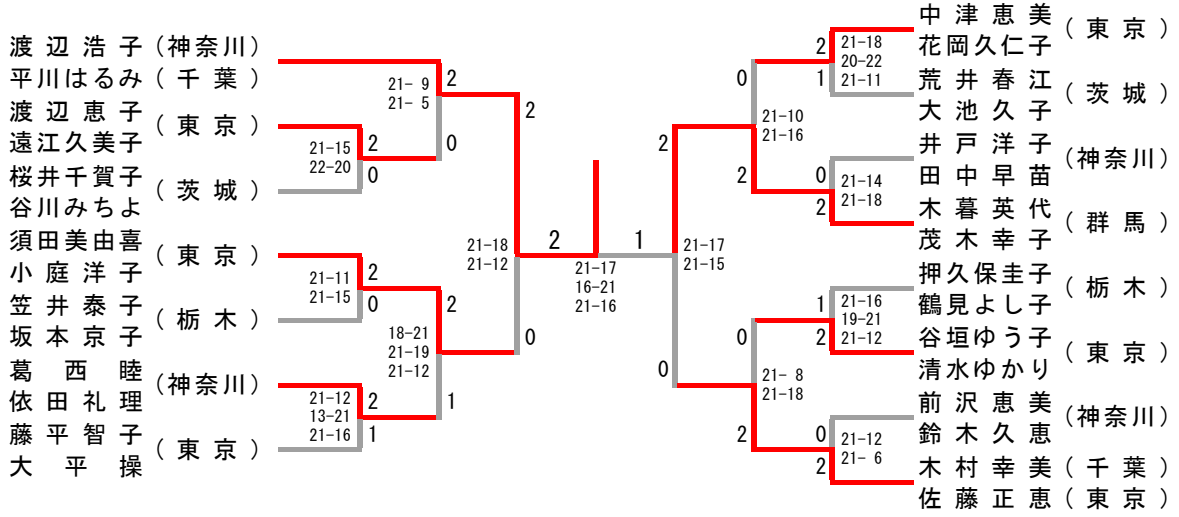 渡辺浩子(神奈川)
平川はるみ(千葉)
渡辺恵子
遠江久美子
(東京)
桜井千賀子
谷川みちよ
(茨城)
須田美由喜
小庭洋子
(東京)
笠井泰子
坂本京子
(栃木)
葛西睦
依田礼理
(神奈川)
藤平智子
大平操
(東京)
21-15
22-20
2
0
21-11
21-15
2
0
21-12
13-21
21-16
2
1
21- 9
21- 5
2
0
18-21
21-19
21-12
2
1
21-18
21-12
2
0
2
1
21-17
16-21
21-16
21-17
21-15
2
0
21-10
21-16
0
2
21- 8
21-18
0
2
21-18
20-22
21-11
2
1
21-14
21-18
0
2
21-16
19-21
21-12
1
2
21-12
21- 6
0
2
中津恵美
花岡久仁子
(東京)
荒井春江
大池久子
(茨城)
井戸洋子
田中早苗
(神奈川)
木暮英代
茂木幸子
(群馬)
押久保圭子
鶴見よし子
(栃木)
谷垣ゆう子
清水ゆかり
(東京)
前沢恵美
鈴木久恵
(神奈川)
木村幸美(千葉)
佐藤正恵(東京)